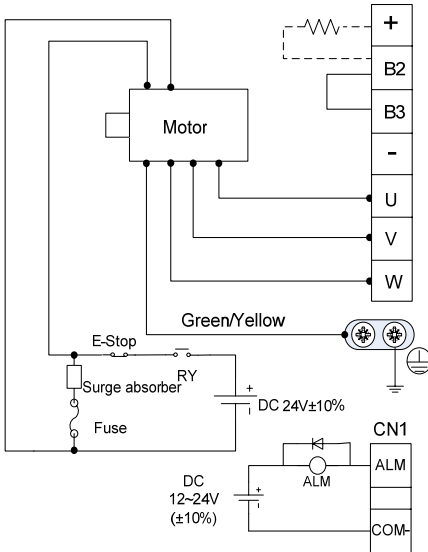 +
B2
B3
-
Motor
U
V
W
Green/Yellow
E-Stop
RY
Surge absorber
Fuse
+
-
DC 24V±10%
CN1
ALM
ALM
DC
12~24V
(±10%)
+
-
COM-